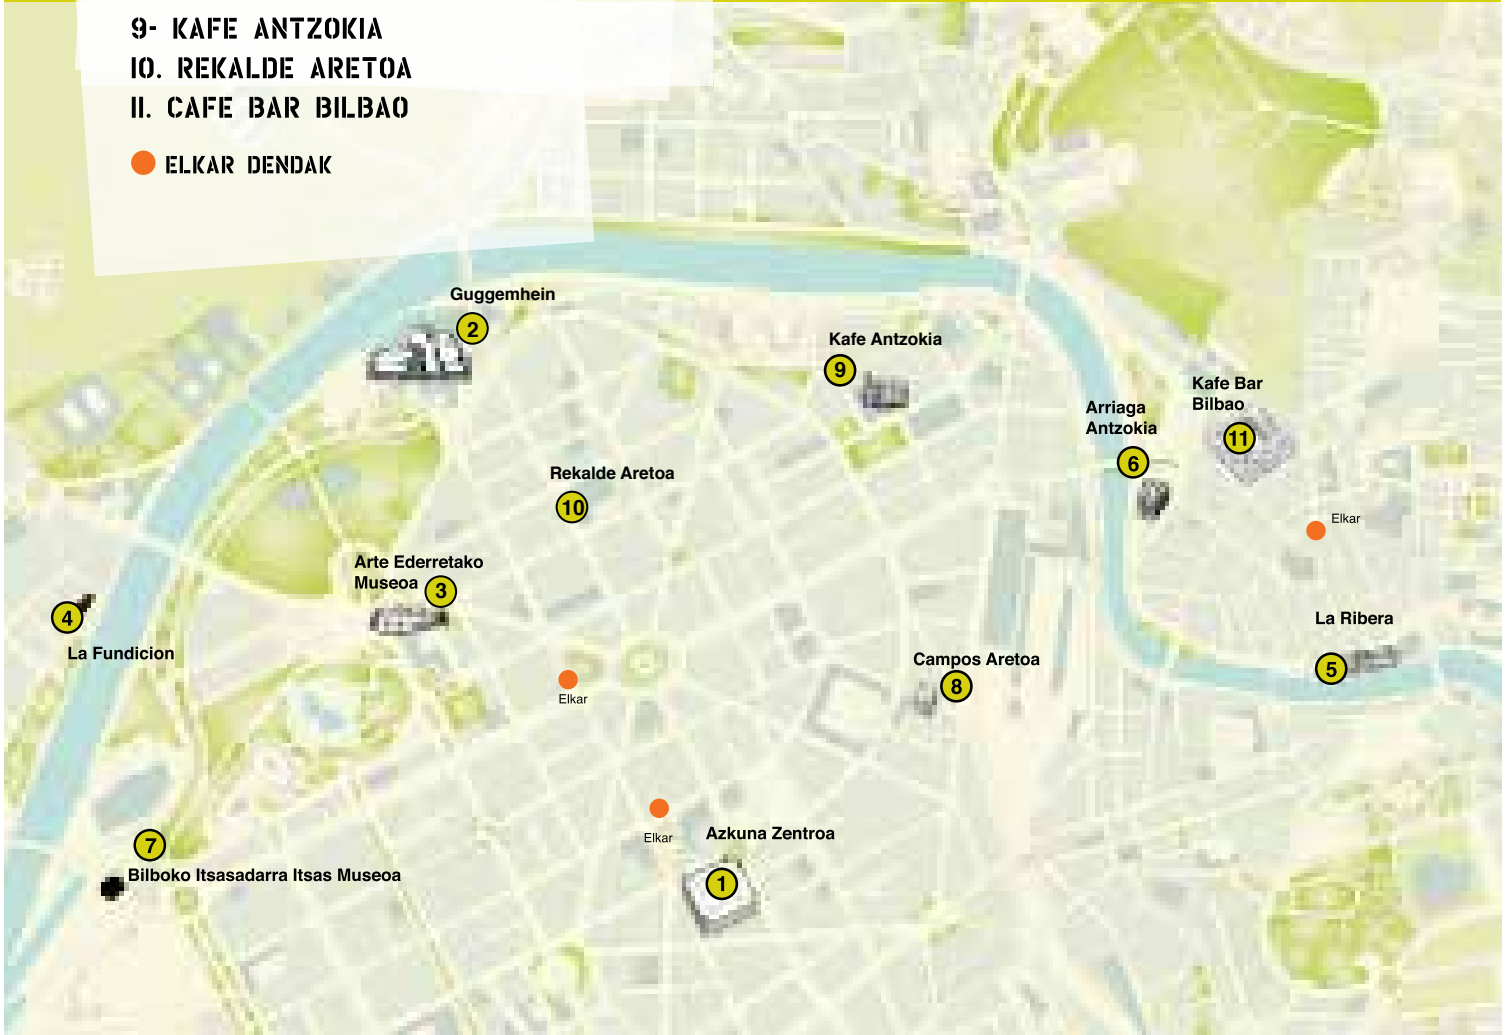 9- KAFE ANTZOKIA
10. REKALDE ARETOA
11. CAFE BAR BILBAO
ELKAR DENDAK
Guggemhein
2
Kafe Antzokia
9
Kafe Bar
Bilbao
11
Arriaga
Antzokia
6
Rekalde Aretoa
10
Elkar
Arte Ederretako
Museoa 3
4
La Fundicion
La Ribera
5
Campos Aretoa
8
Elkar
Elkar
Azkuna Zentroa
1
7
Bilboko Itsasadarra Itsas Museoa